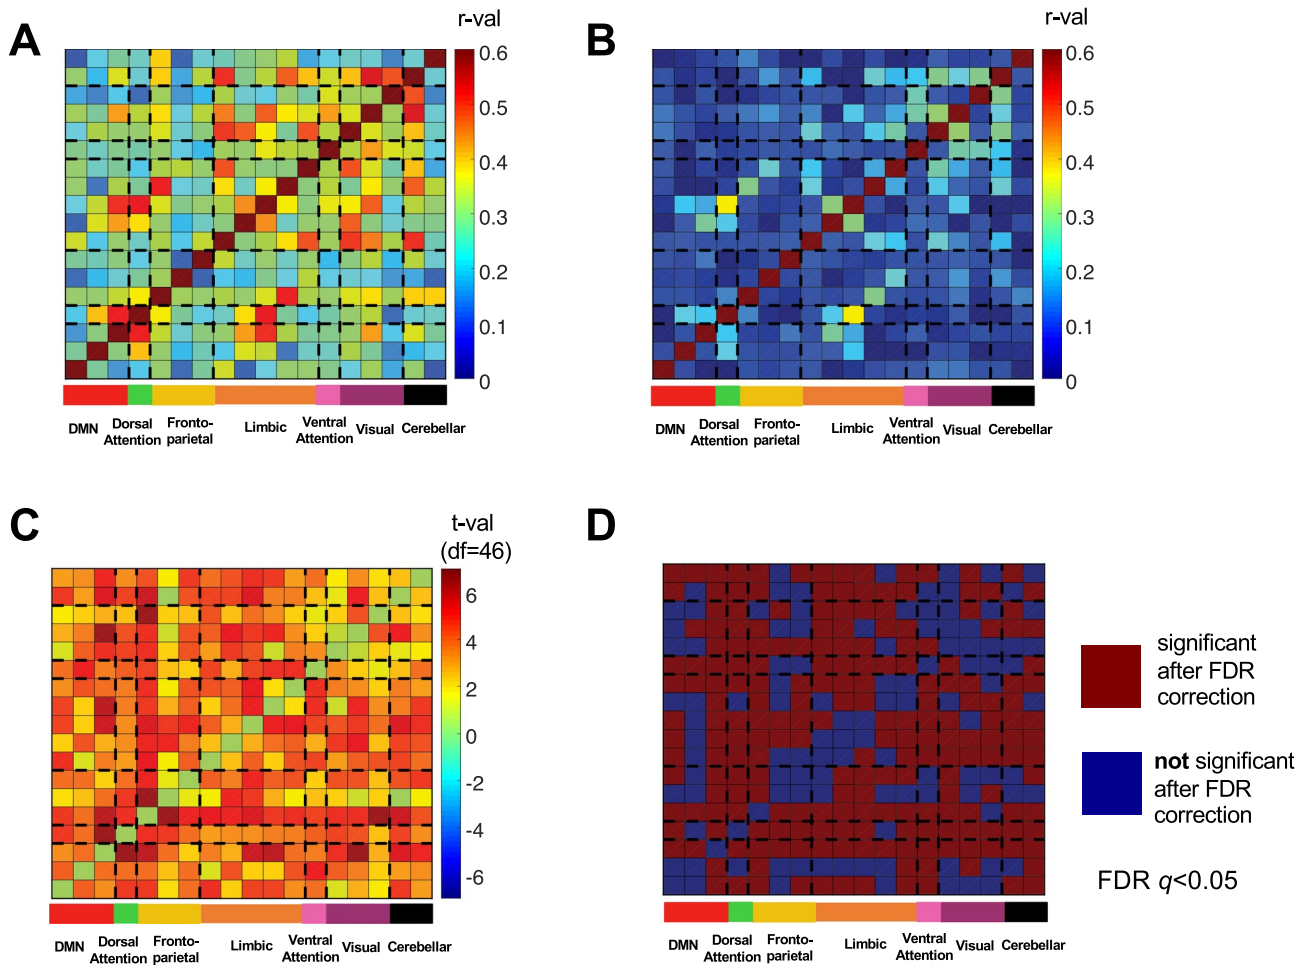 A
r-val
0.6
0.5
0.4
0.3
0.2
0.1
0
DMN
Dorsal
Attention
Fronto-
parietal
Limbic
Ventral
Attention
Visual
Cerebellar
B
r-val
0.6
0.5
0.4
0.3
0.2
0.1
0
DMN
Dorsal
Attention
Fronto-
parietal
Limbic
Ventral
Attention
Visual
Cerebellar
C
t-val
(df=46)
6
4
2
0
-2
-4
-6
DMN
Dorsal
Attention
Fronto-
parietal
Limbic
Ventral
Attention
Visual
Cerebellar
D
DMN
Dorsal
Attention
Fronto-
parietal
Limbic
Ventral
Attention
Visual
Cerebellar
significant
after FDR
correction
not significant
after FDR
correction
FDR q<0.05